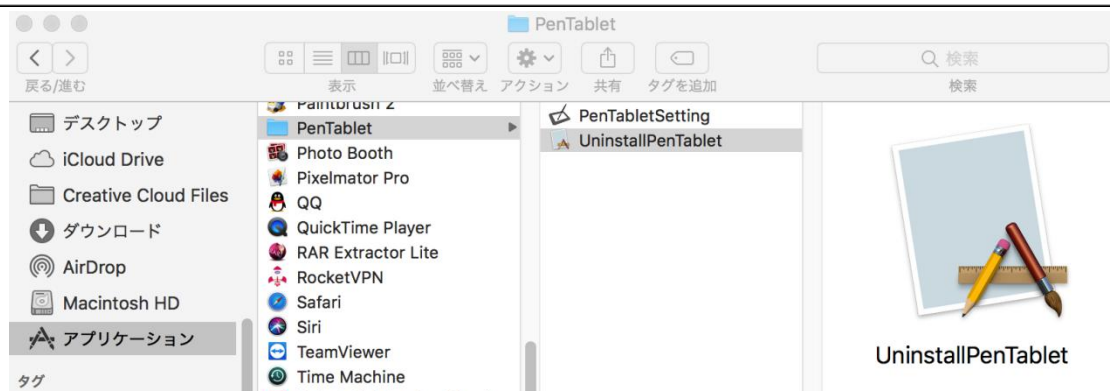 PenTablet
戻る/進む
表示
並べ替え
アクション
共有
タグを追加
検索
検索
デスクトップ
iCloud Drive
Creative Cloud Files
ダウンロード
AirDrop
Macintosh HD
アプリケーション
タグ
Paintbrush 2
PenTablet
Photo Booth
Pixelmator Pro
QQ
QuickTime Player
RAR Extractor Lite
RocketVPN
Safari
Siri
TeamViewer
Time Machine
PenTabletSetting
UninstallPenTablet
UninstallPenTablet